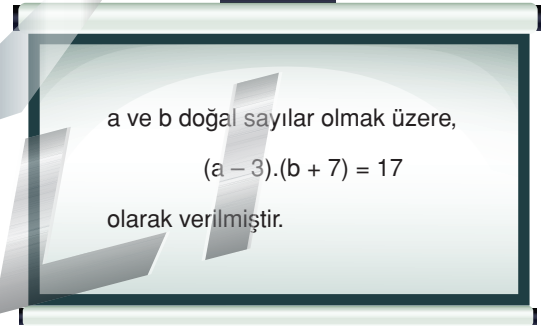 a ve b doğal sayılar olmak üzere,
(a – 3).(b + 7) = 17
olarak verilmiştir.